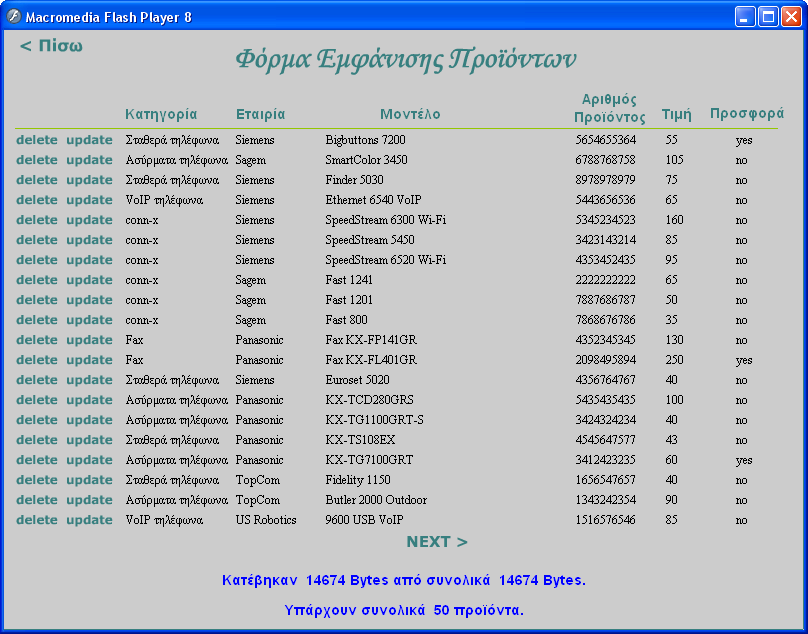 Macromedia Flash Player 8
< Πίσω
Φόρμα Εμφάνισης Προϊόντων
Κατηγορία Εταιρία Μοντέλο Αριθμός Προϊόντος Τιμή Προσφορά
delete update Σταθερά τηλέφωνα Siemens Bigbuttons 7200 5654655364 55 yes
delete update Ασύρματα τηλέφωνα Sagem SmartColor 3450 6788768758 105 no
delete update Σταθερά τηλέφωνα Siemens Finder 5030 8978978979 75 no
delete update VoIP τηλέφωνα Siemens Ethernet 6540 VoIP 5443656536 65 no
delete update conn-x Siemens SpeedStream 6300 Wi-Fi 5345234523 160 no
delete update conn-x Siemens SpeedStream 5450 3423143214 85 no
delete update conn-x Siemens SpeedStream 6520 Wi-Fi 4353452435 95 no
delete update conn-x Sagem Fast 1241 2222222222 65 no
delete update conn-x Sagem Fast 1201 7887686787 50 no
delete update conn-x Sagem Fast 800 7868676786 35 no
delete update Fax Panasonic Fax KX-FP141GR 4352345345 130 no
delete update Fax Panasonic Fax KX-FL401GR 2098495894 250 yes
delete update Σταθερά τηλέφωνα Siemens Euroset 5020 4356764767 40 no
delete update Ασύρματα τηλέφωνα Panasonic KX-TCD280GRS 5435435435 100 no
delete update Ασύρματα τηλέφωνα Panasonic KX-TG1100GRT-S 3424324234 40 no
delete update Σταθερά τηλέφωνα Panasonic KX-TS108EX 4545647577 43 no
delete update Ασύρματα τηλέφωνα Panasonic KX-TG7100GRT 3412423235 60 yes
delete update Σταθερά τηλέφωνα TopCom Fidelity 1150 1656547657 40 no
delete update Ασύρματα τηλέφωνα TopCom Butler 2000 Outdoor 1343242354 90 no
delete update VoIP τηλέφωνα US Robotics 9600 USB VoIP 1516576546 85 no
NEXT >
Κατέβηκαν 14674 Bytes από συνολικά 14674 Bytes.
Υπάρχουν συνολικά 50 προϊόντα.